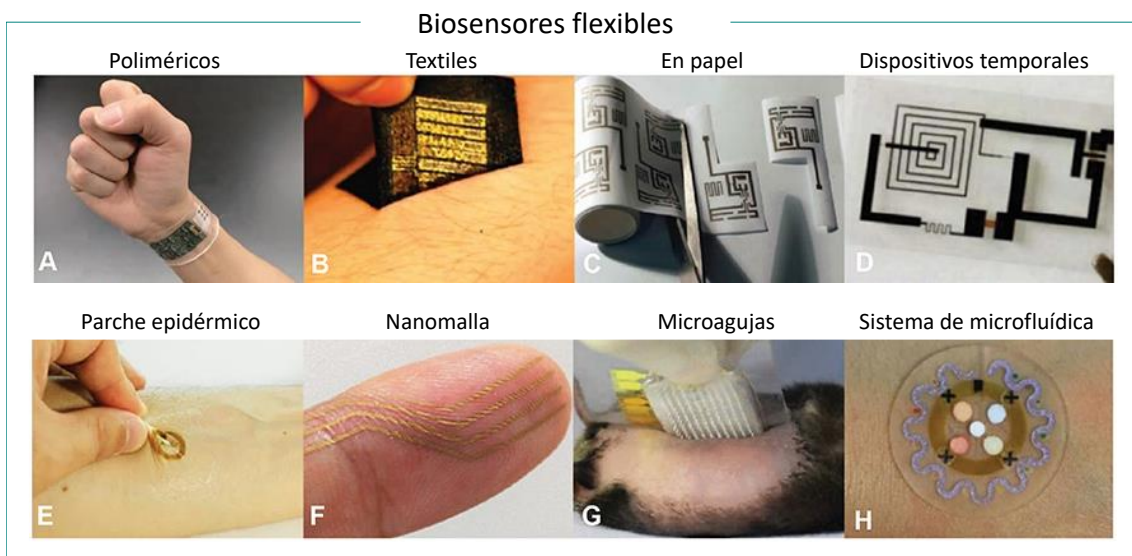 Biosensores flexibles
Poliméricos
Textiles
En papel
Dispositivos temporales
A
B
C
D
Parche epidérmico
Nanomalla
Microagujas
Sistema de microfluídica
E
F
G
H